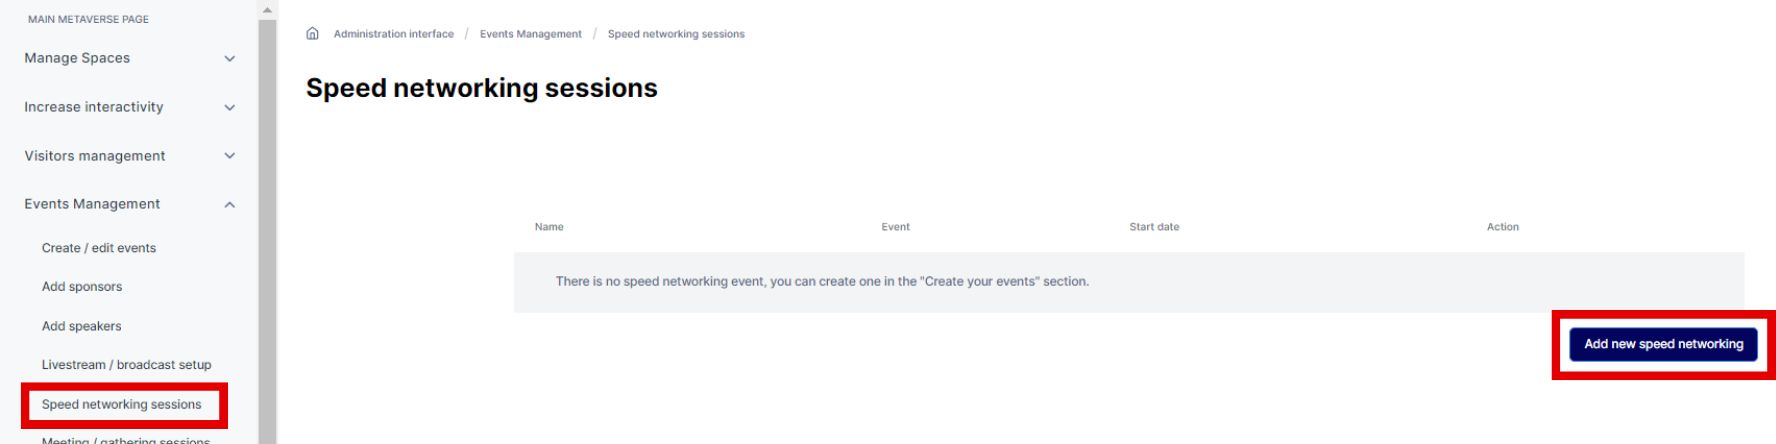 MAIN METAVERSE PAGE
Manage Spaces
Increase interactivity
Visitors management
Events Management
Create / edit events
Add sponsors
Add speakers
Livestream / broadcast setup
Speed networking sessions
Meeting / gathering sessions
Administration interface / Events Management / Speed networking sessions
Speed networking sessions
Name Event Start date Action
There is no speed networking event, you can create one in the "Create your events" section.
Add new speed networking